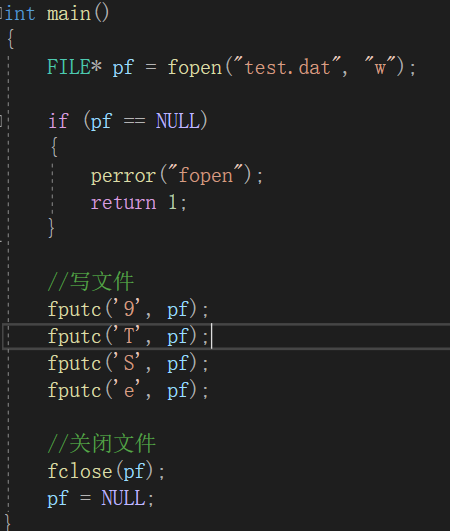 int main()
{
FILE* pf = fopen("test.dat", "w");
if (pf == NULL)
{
perror("fopen");
return 1;
}
//写文件
fputc('9', pf);
fputc('T', pf);
fputc('S', pf);
fputc('e', pf);
//关闭文件
fclose(pf);
pf = NULL;
}